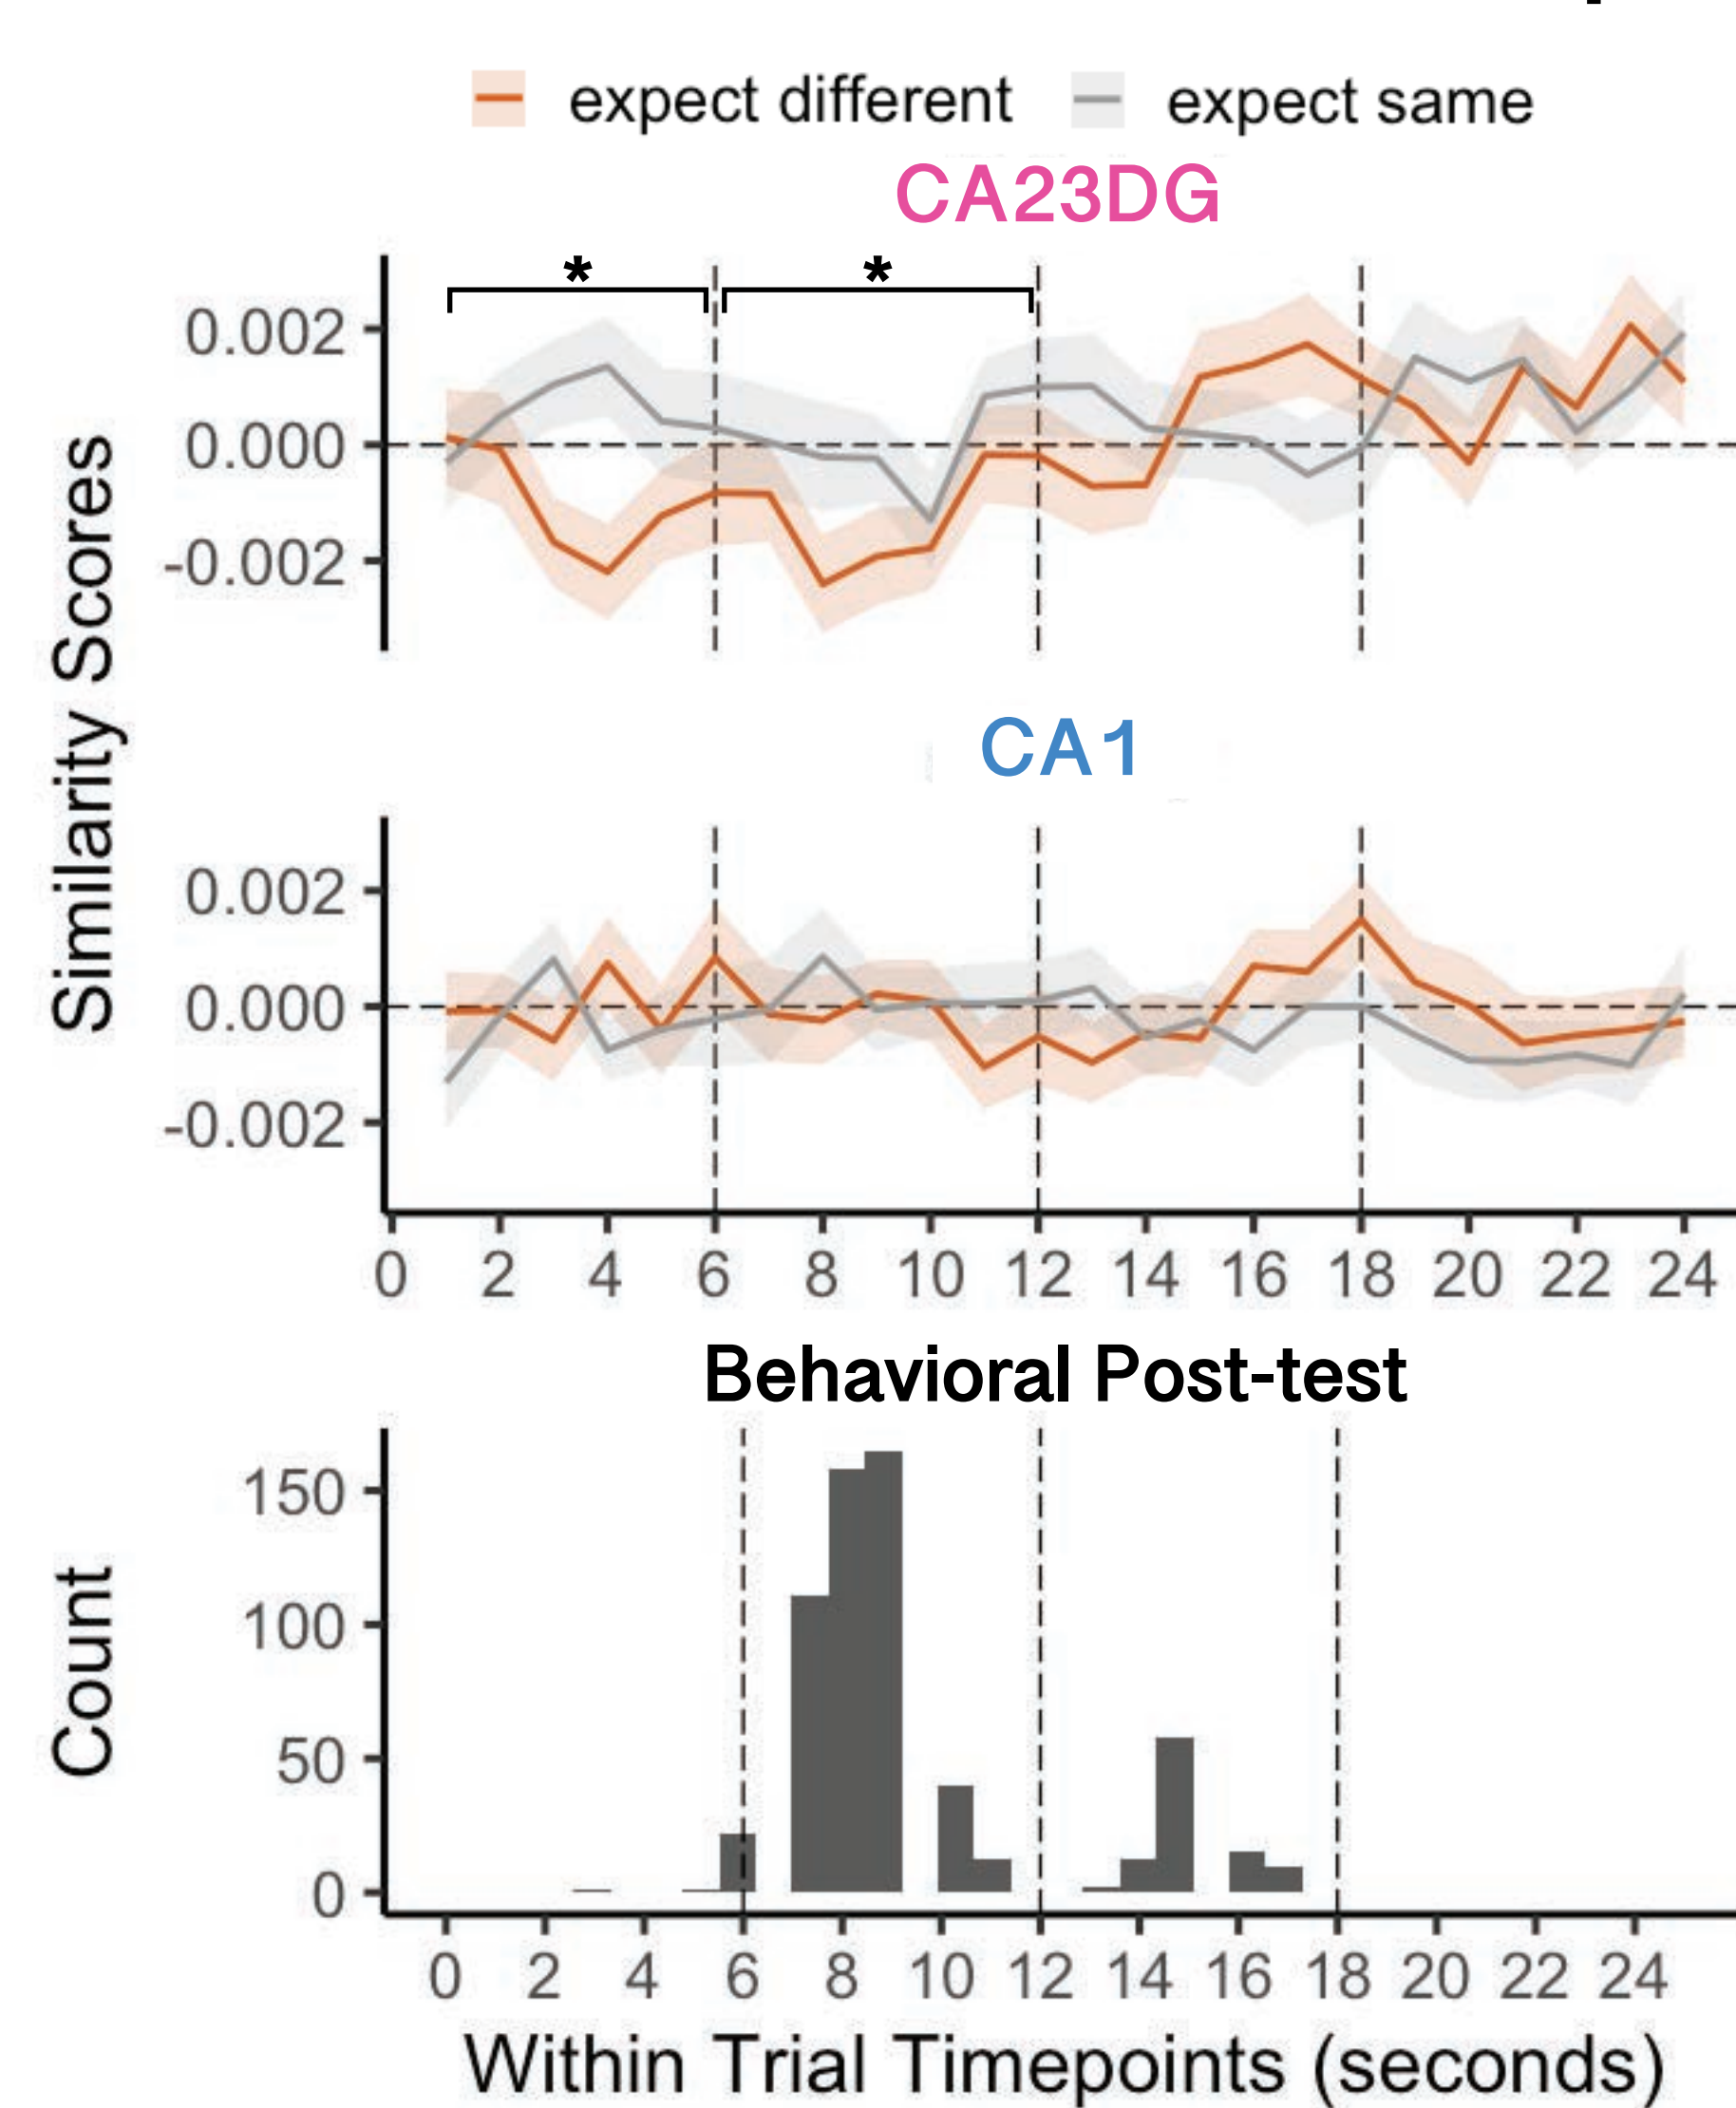 expect different expect same
CA23DG
* *
0.002
0.000
-0.002
Similarity Scores
CA1
0.002
0.000
-0.002
0 2 4 6 8 10 12 14 16 18 20 22 24
Behavioral Post-test
150
100
50
0
Count
0 2 4 6 8 10 12 14 16 18 20 22 24
Within Trial Timepoints (seconds)